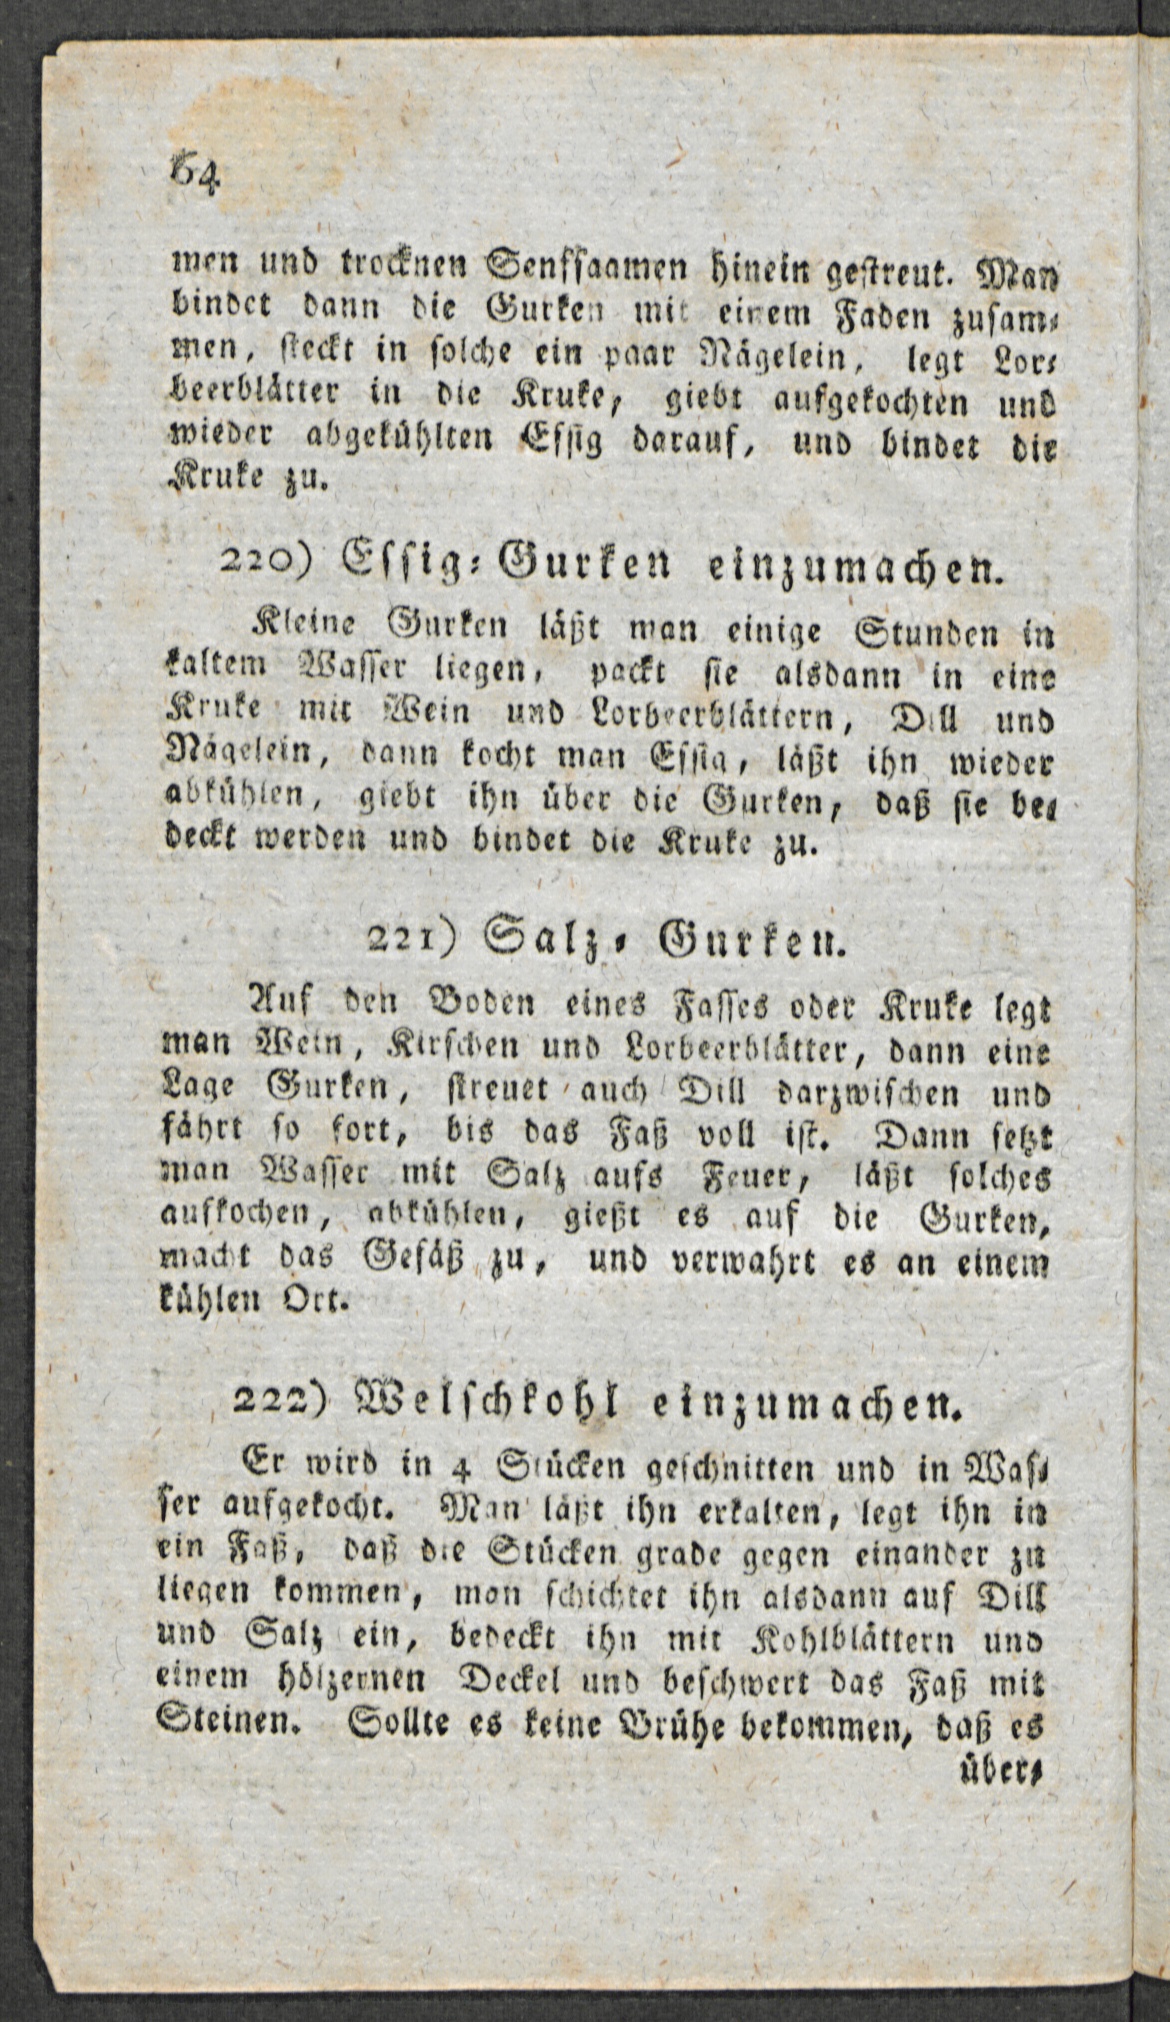 64
men und trocknen Senfsaamen hinein gestreut. Man
bindet dann die Gurken mit einem Faden zusam-
men, steckt in solche ein paar Nägelein, legt Lor-
beerblätter in die Kruke, giebt aufgekochten und
wieder abgekühlten Essig darauf, und bindet die
Kruke zu.
220) Essig-Gurken einzumachen.
Kleine Gurken läßt man einige Stunden in
kaltem Wasser liegen, packt sie alsdann in eine
Kruke mit Wein und Lorbeerblättern, Dill und
Nägelein, dann kocht man Essig, läßt ihn wieder
abkühlen, giebt ihn über die Gurken, daß sie be-
deckt werden und bindet die Kruke zu.
221) Salz-Gurken.
Auf den Boden eines Fasses oder Kruke legt
man Wein, Kirschen und Lorbeerblätter, dann eine
Lage Gurken, streuet auch Dill darzwischen und
fährt so fort, bis das Faß voll ist. Dann setzt
man Wasser mit Salz aufs Feuer, läßt solches
aufkochen, abkühlen, gießt es auf die Gurken,
macht das Gefäß zu, und verwahrt es an einem
kühlen Ort.
222) Welschkohl einzumachen.
Er wird in 4 Stücken geschnitten und in Was-
ser aufgekocht. Man läßt ihn erkalten, legt ihn in
ein Faß, daß die Stücken grade gegen einander zu
liegen kommen, man schichtet ihn alsdann auf Dill
und Salz ein, bedeckt ihn mit Kohlblättern und
einem hölzernen Deckel und beschwert das Faß mit
Steinen. Sollte es keine Brühe bekommen, daß es
über-